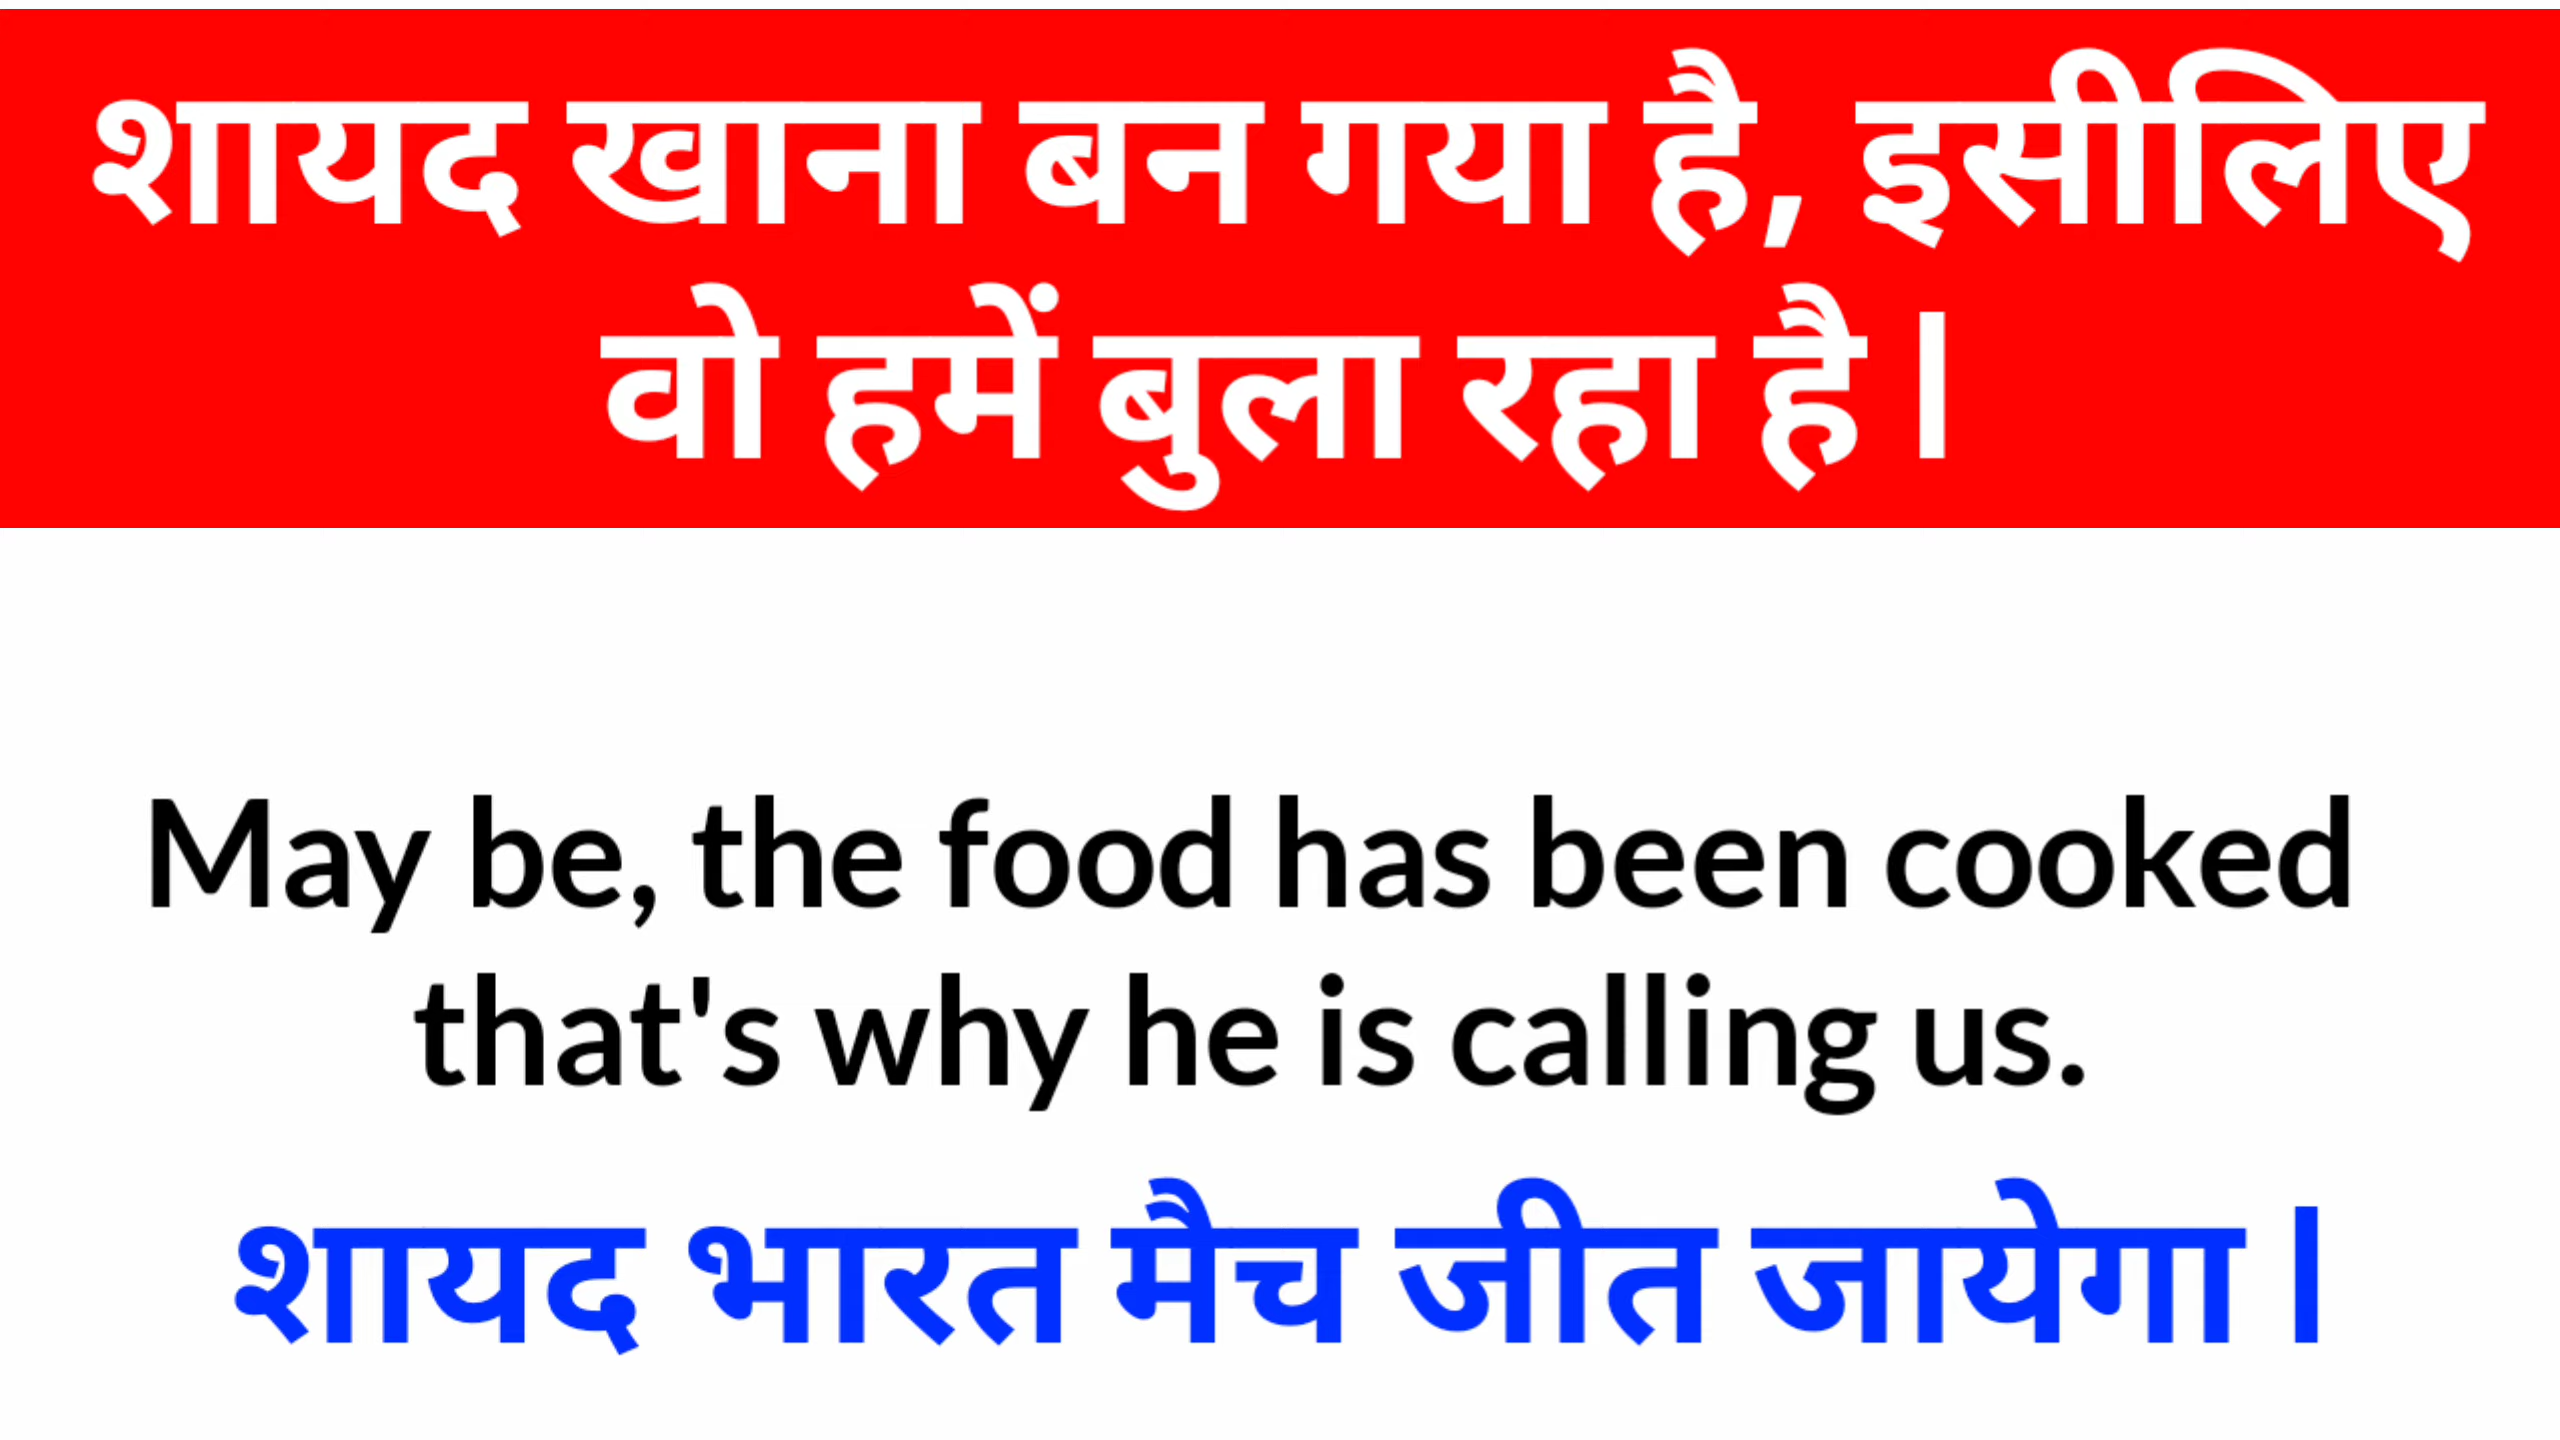 शायद खाना बन गया है, इसीलिए
वो हमें बुला रहा है ।
May be, the food has been cooked
that's why he is calling us.
शायद भारत मैच जीत जायेगा ।